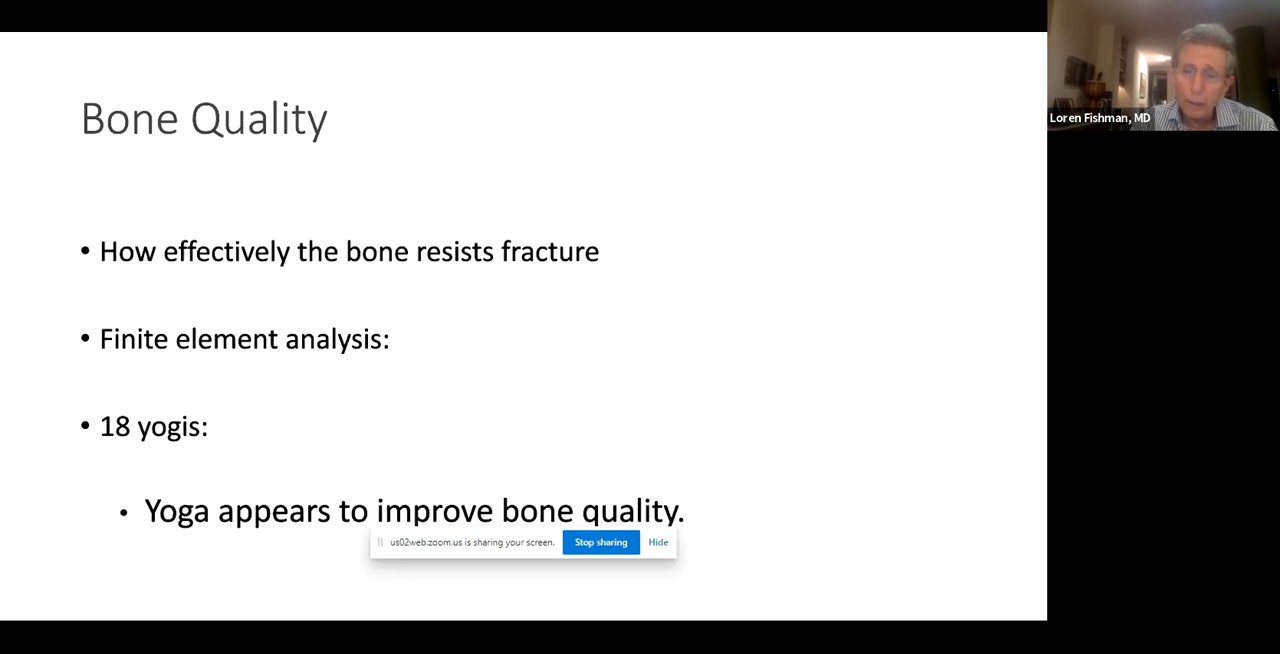 Bone Quality
Loren Fishman, MD
• How effectively the bone resists fracture
• Finite element analysis:
• 18 yogis:
• Yoga appears to improve bone quality.
us02web.zoom.us is sharing your screen. Stop sharing Hide